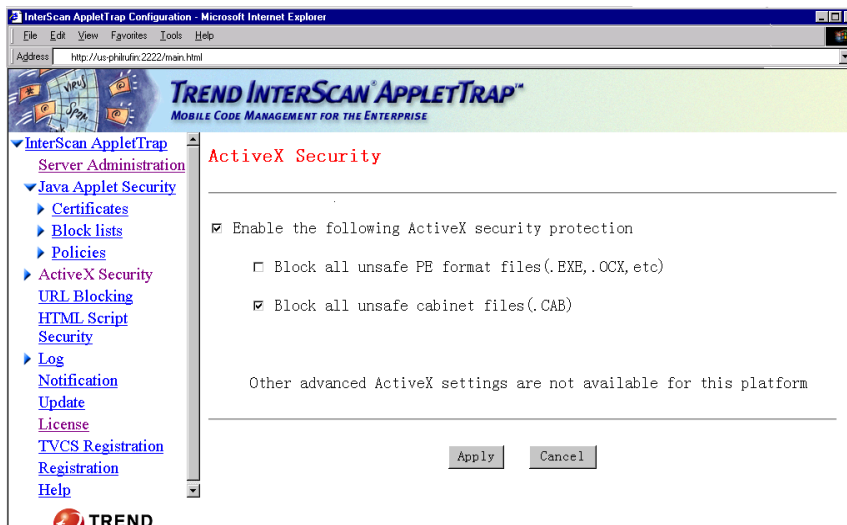 InterScan AppletTrap Configuration - Microsoft Internet Explorer
File Edit View Favorites Tools Help
Address http://us-philrufin:2222/main.html
VIRUS
Spam
TREND INTERSCAN® APPLETTRAP™
MOBILE CODE MANAGEMENT FOR THE ENTERPRISE
InterScan AppletTrap
Server Administration
Java Applet Security
Certificates
Block lists
Policies
ActiveX Security
URL Blocking
HTML Script
Security
Log
Notification
Update
License
TVCS Registration
Registration
Help
TREND
ActiveX Security
Enable the following ActiveX security protection
Block all unsafe PE format files(.EXE,.OCX,etc)
Block all unsafe cabinet files(.CAB)
Other advanced ActiveX settings are not available for this platform
Apply Cancel